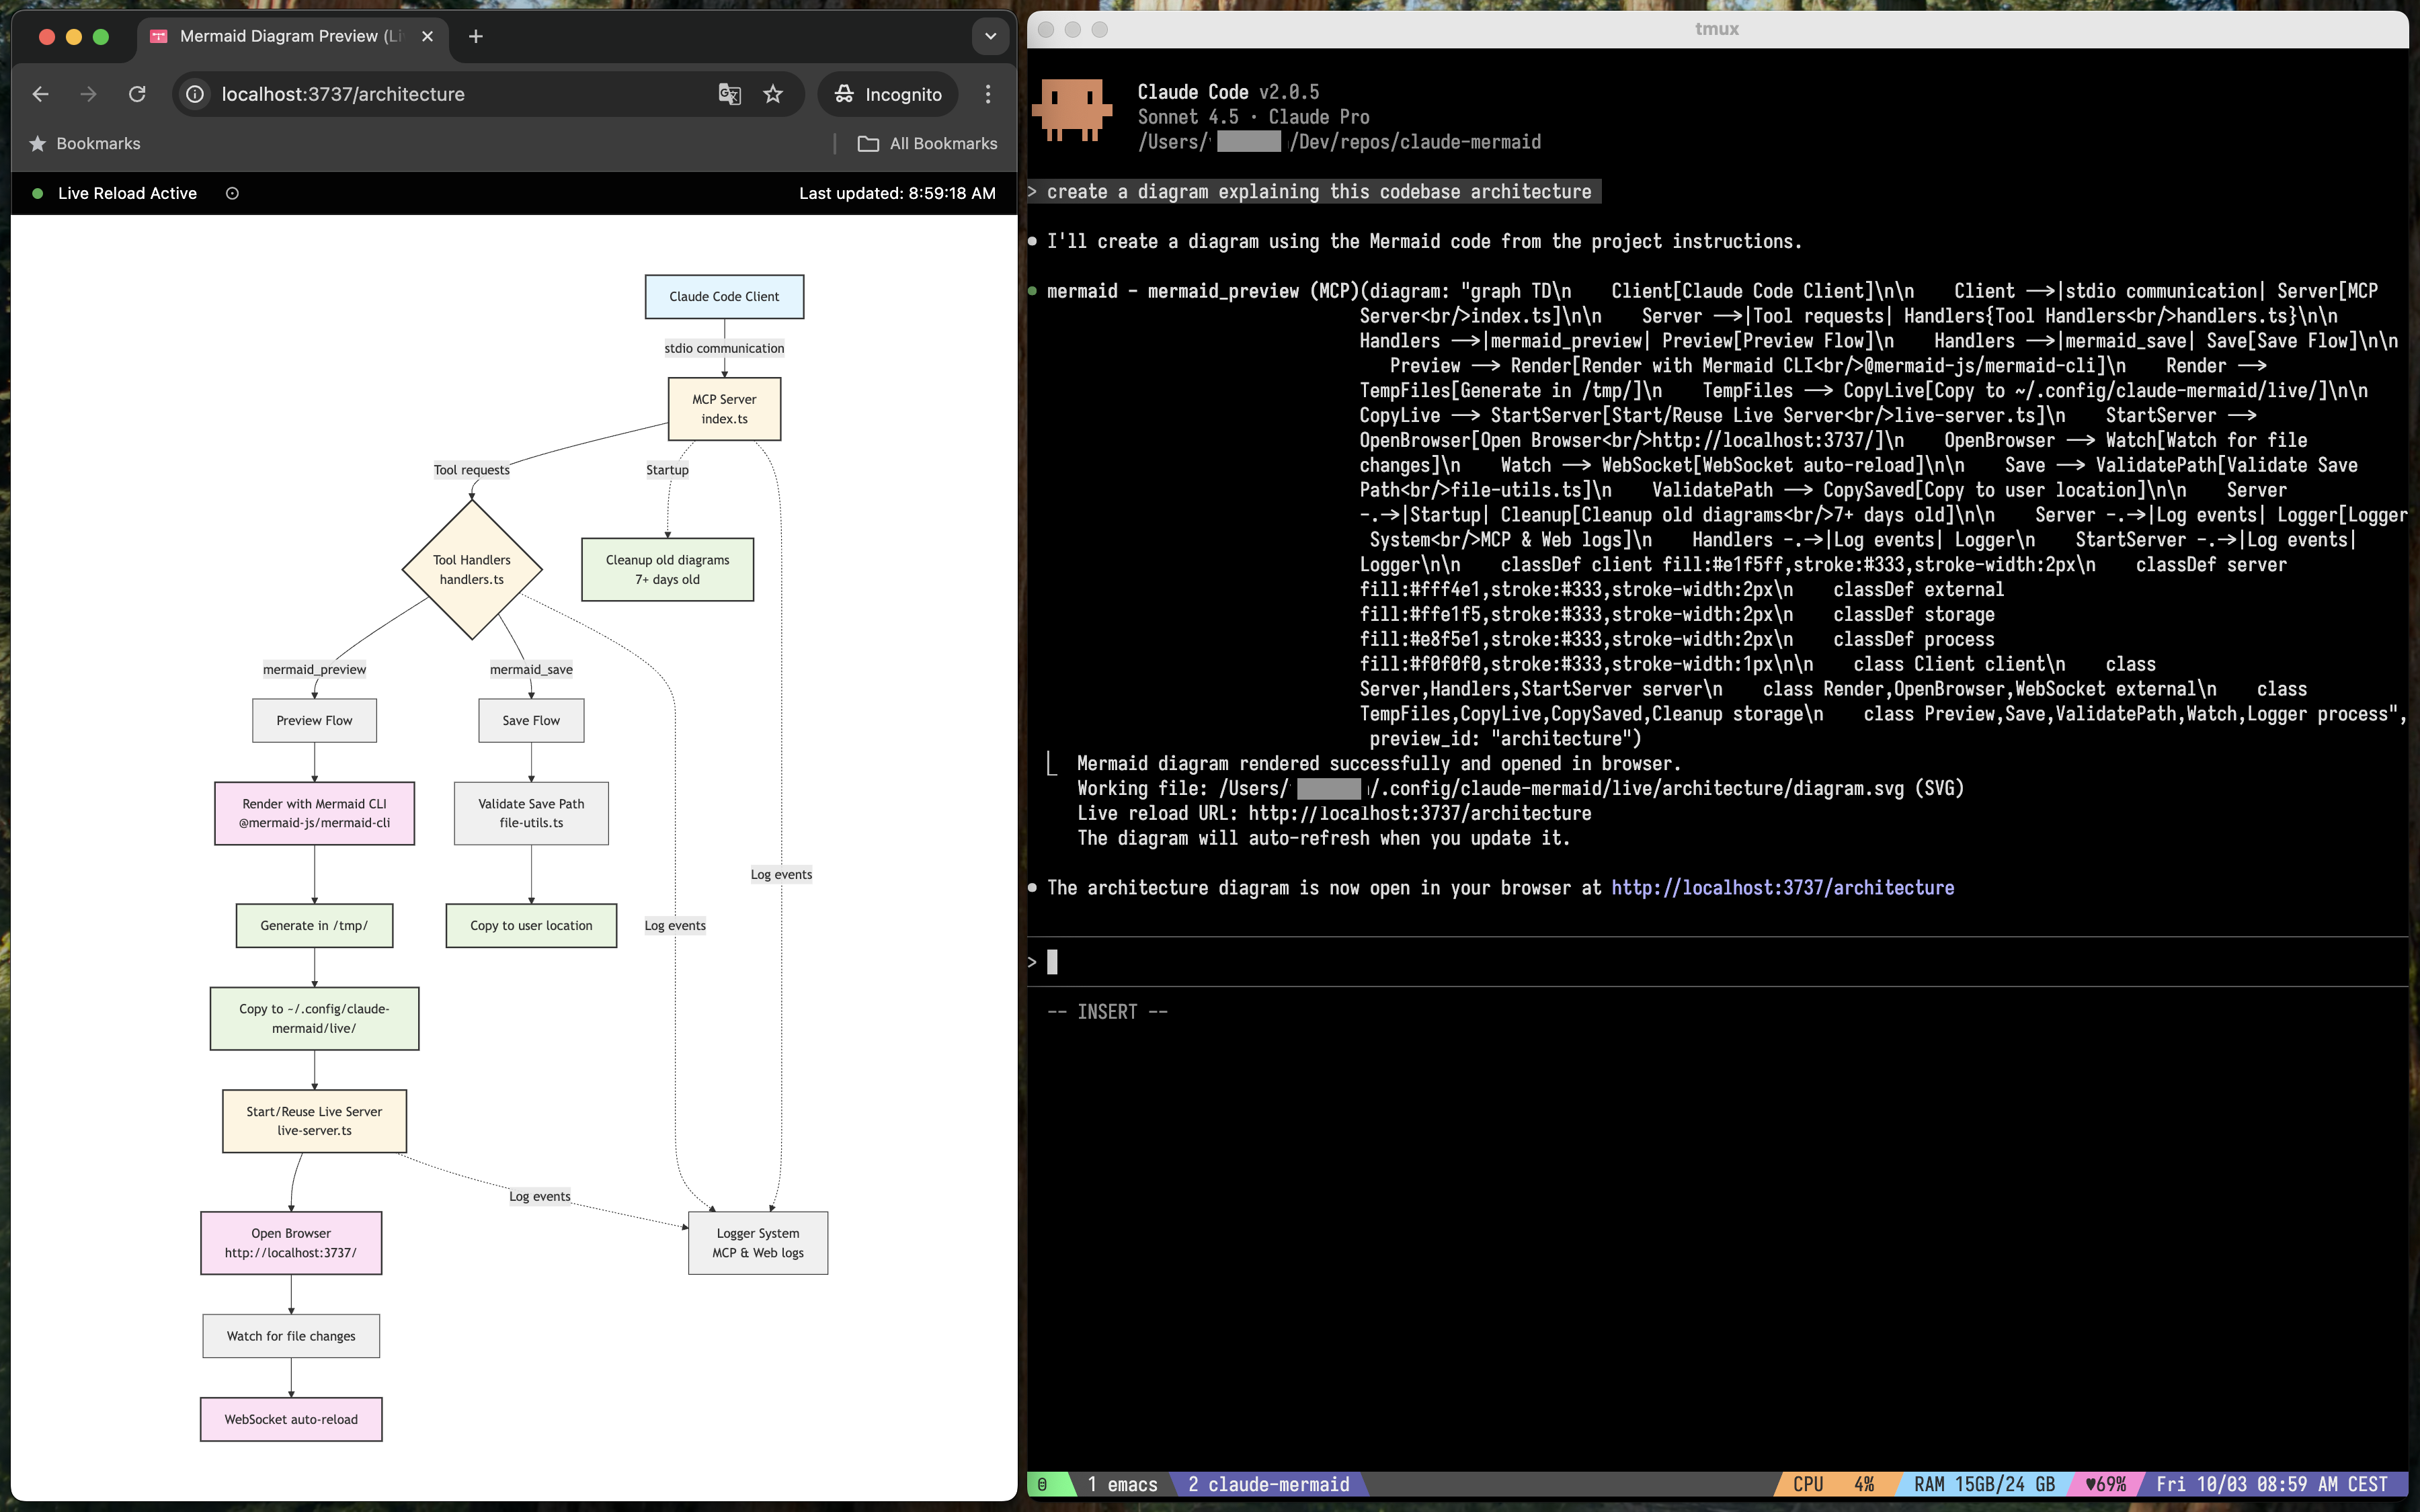 Mermaid Diagram Preview (Li
localhost:3737/architecture
Incognito
Bookmarks
All Bookmarks
Live Reload Active
Last updated: 8:59:18 AM
Claude Code Client
stdio communication
MCP Server
index.ts
Tool requests
Startup
Tool Handlers
handlers.ts
Cleanup old diagrams
7+ days old
mermaid_preview
mermaid_save
Preview Flow
Save Flow
Render with Mermaid CLI
@mermaid-js/mermaid-cli
Validate Save Path
file-utils.ts
Log events
Generate in /tmp/
Copy to user location
Log events
Copy to ~/.config/claude-
mermaid/live/
Start/Reuse Live Server
live-server.ts
Log events
Open Browser
http://localhost:3737/
Logger System
MCP & Web logs
Watch for file changes
WebSocket auto-reload
tmux
Claude Code v2.0.5
Sonnet 4.5 · Claude Pro
/Users/ /Dev/repos/claude-mermaid
> create a diagram explaining this codebase architecture
● I'll create a diagram using the Mermaid code from the project instructions.
● mermaid - mermaid_preview (MCP)(diagram: "graph TD\n    Client[Claude Code Client]\n\n    Client -->|stdio communication| Server[MCP
Server<br/>index.ts]\n\n    Server -->|Tool requests| Handlers{Tool Handlers<br/>handlers.ts}\n\n
Handlers -->|mermaid_preview| Preview[Preview Flow]\n    Handlers -->|mermaid_save| Save[Save Flow]\n\n
Preview --> Render[Render with Mermaid CLI<br/>@mermaid-js/mermaid-cli]\n    Render -->
TempFiles[Generate in /tmp/]\n    TempFiles --> CopyLive[Copy to ~/.config/claude-mermaid/live/]\n\n
CopyLive --> StartServer[Start/Reuse Live Server<br/>live-server.ts]\n    StartServer -->
OpenBrowser[Open Browser<br/>http://localhost:3737/]\n    OpenBrowser --> Watch[Watch for file
changes]\n    Watch --> WebSocket[WebSocket auto-reload]\n\n    Save --> ValidatePath[Validate Save
Path<br/>file-utils.ts]\n    ValidatePath --> CopySaved[Copy to user location]\n\n    Server
-.->|Startup| Cleanup[Cleanup old diagrams<br/>7+ days old]\n\n    Server -.->|Log events| Logger[Logger
System<br/>MCP & Web logs]\n    Handlers -.->|Log events| Logger\n    StartServer -.->|Log events|
Logger\n\n    classDef client fill:#e1f5ff,stroke:#333,stroke-width:2px\n    classDef server
fill:#fff4e1,stroke:#333,stroke-width:2px\n    classDef external
fill:#ffe1f5,stroke:#333,stroke-width:2px\n    classDef storage
fill:#e8f5e1,stroke:#333,stroke-width:2px\n    classDef process
fill:#f0f0f0,stroke:#333,stroke-width:1px\n\n    class Client client\n    class
Server,Handlers,StartServer server\n    class Render,OpenBrowser,WebSocket external\n    class
TempFiles,CopyLive,CopySaved,Cleanup storage\n    class Preview,Save,ValidatePath,Watch,Logger process",
preview_id: "architecture")
Mermaid diagram rendered successfully and opened in browser.
Working file: /Users/ /.config/claude-mermaid/live/architecture/diagram.svg (SVG)
Live reload URL: http://localhost:3737/architecture
The diagram will auto-refresh when you update it.
● The architecture diagram is now open in your browser at http://localhost:3737/architecture
>
-- INSERT --
0 1 emacs 2 claude-mermaid CPU 4% RAM 15GB/24 GB ♥69% Fri 10/03 08:59 AM CEST